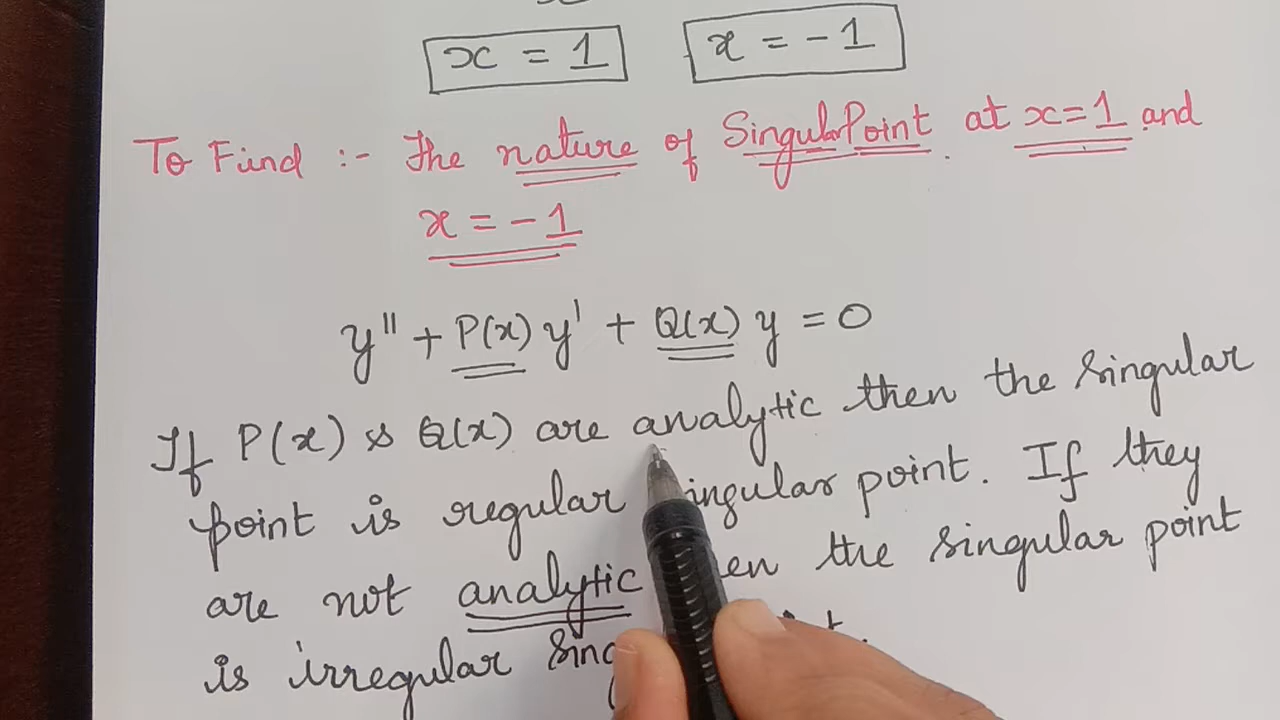 x = 1 x = -1
To Find :- The nature of Singular Point at x=1 and
x = -1
y" + P(x) y' + Q(x) y = 0
If P(x) & Q(x) are analytic then the singular
point is regular singular point. If they
are not analytic then the singular point
is irregular